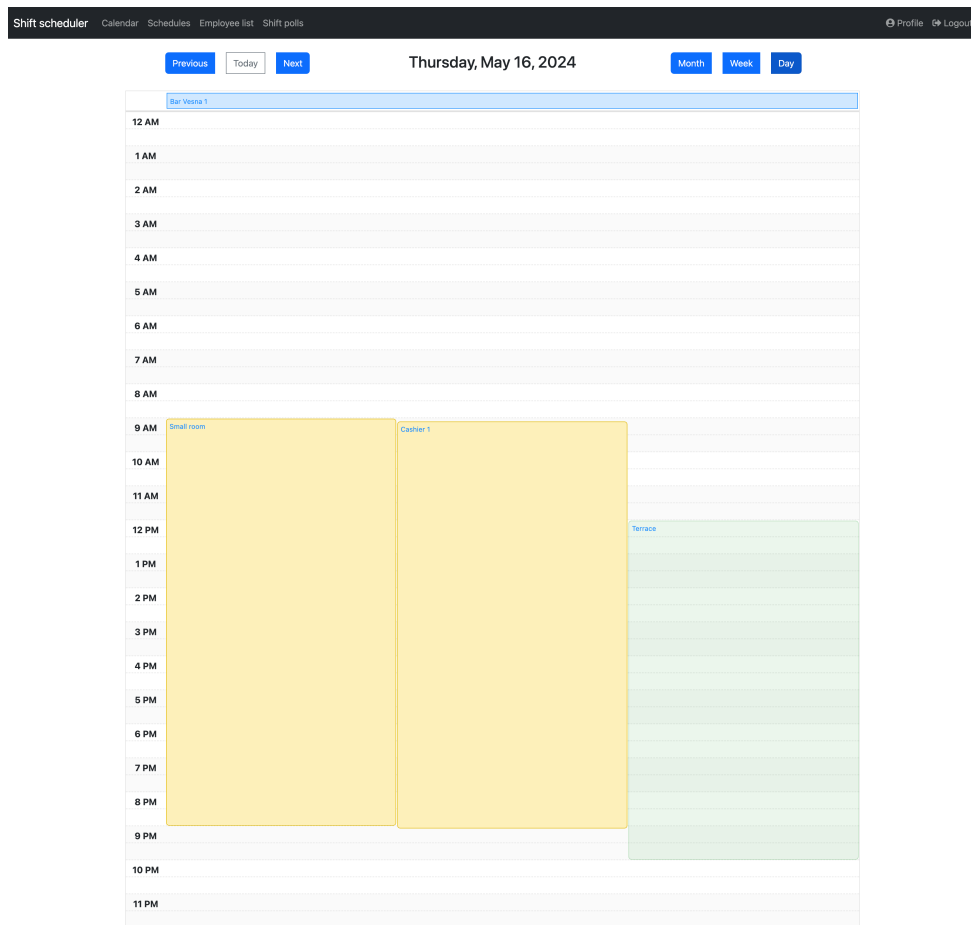 Shift scheduler Calendar Schedules Employee list Shift polls Profile Logout
Previous Today Next Thursday, May 16, 2024 Month Week Day
Bar Vesna 1
12 AM
1 AM
2 AM
3 AM
4 AM
5 AM
6 AM
7 AM
8 AM
9 AM Small room Cashier 1
10 AM
11 AM
12 PM Terrace
1 PM
2 PM
3 PM
4 PM
5 PM
6 PM
7 PM
8 PM
9 PM
10 PM
11 PM